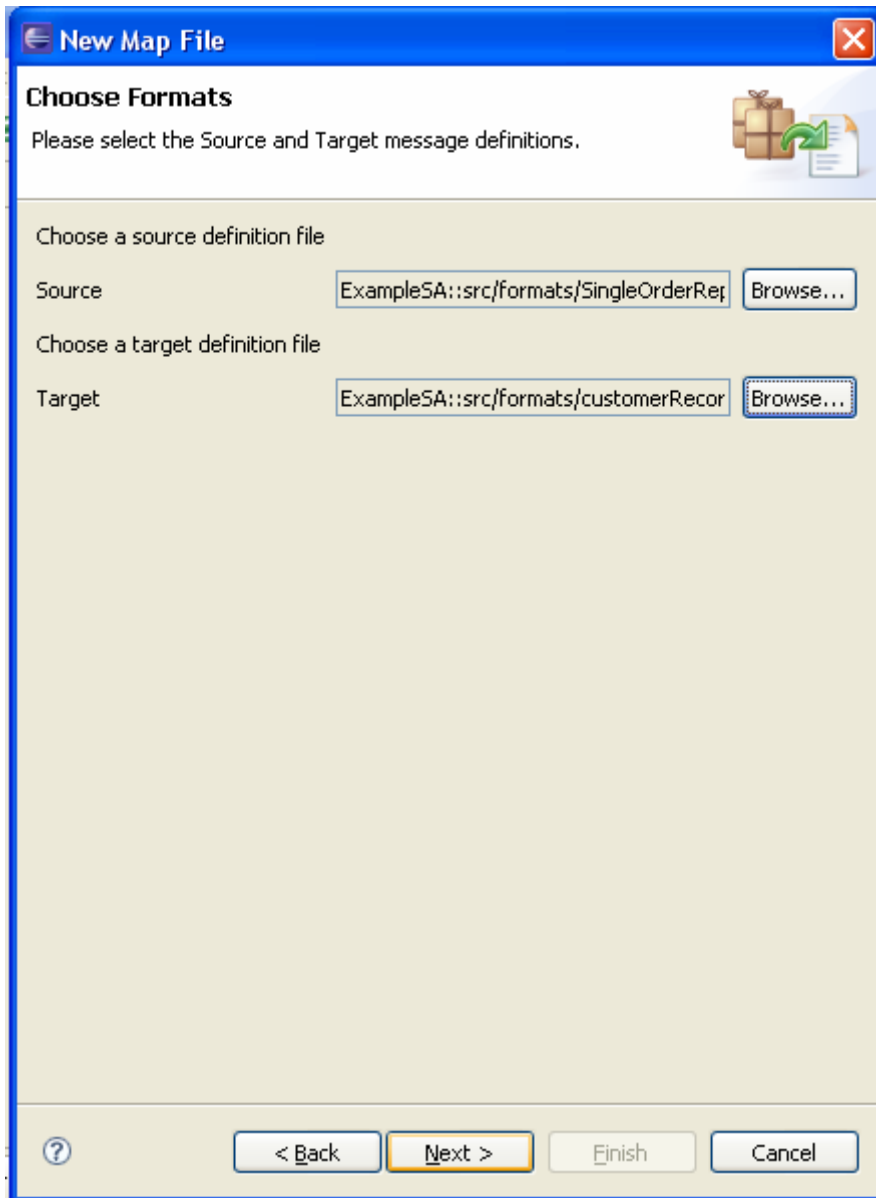 New Map File
Choose Formats
Please select the Source and Target message definitions.
Choose a source definition file
Source ExampleSA::src/formats/SingleOrderRep Browse...
Choose a target definition file
Target ExampleSA::src/formats/customerRecor Browse...
? < Back Next > Finish Cancel